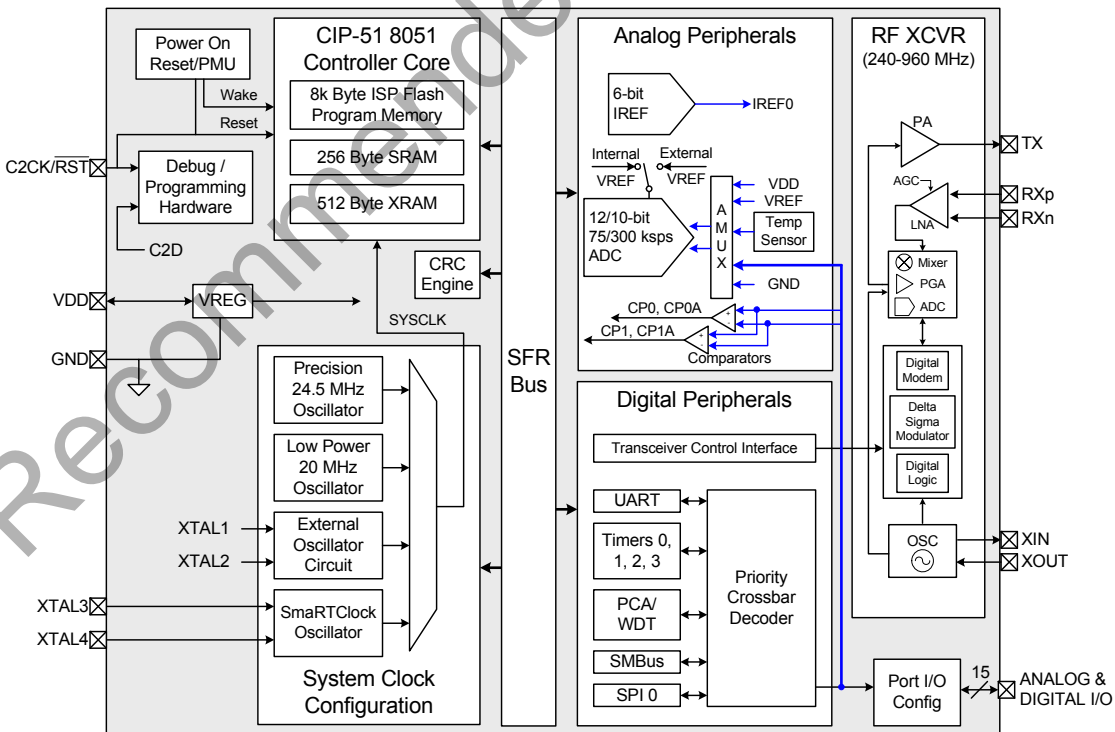 Recommende
Power On
Reset/PMU
Wake
Reset
C2CK/RST
Debug /
Programming
Hardware
C2D
VDD
VREG
GND
CIP-51 8051
Controller Core
8k Byte ISP Flash
Program Memory
256 Byte SRAM
512 Byte XRAM
CRC
Engine
SYSCLK
Precision
24.5 MHz
Oscillator
Low Power
20 MHz
Oscillator
XTAL1
XTAL2
External
Oscillator
Circuit
XTAL3
XTAL4
SmaRTClock
Oscillator
System Clock
Configuration
SFR
Bus
Analog Peripherals
6-bit
IREF
IREF0
Internal
VREF
External
VREF
12/10-bit
75/300 ksps
ADC
A
M
U
X
VDD
VREF
Temp
Sensor
GND
CP0, CP0A
+
-
CP1, CP1A
+
-
Comparators
Digital Peripherals
Transceiver Control Interface
UART
Timers 0,
1, 2, 3
PCA/
WDT
SMBus
SPI 0
Priority
Crossbar
Decoder
RF XCVR
(240-960 MHz)
PA
TX
AGC
LNA
RXp
RXn
Mixer
PGA
ADC
Digital
Modem
Delta
Sigma
Modulator
Digital
Logic
OSC
XIN
XOUT
Port I/O
Config
15
ANALOG &
DIGITAL I/O